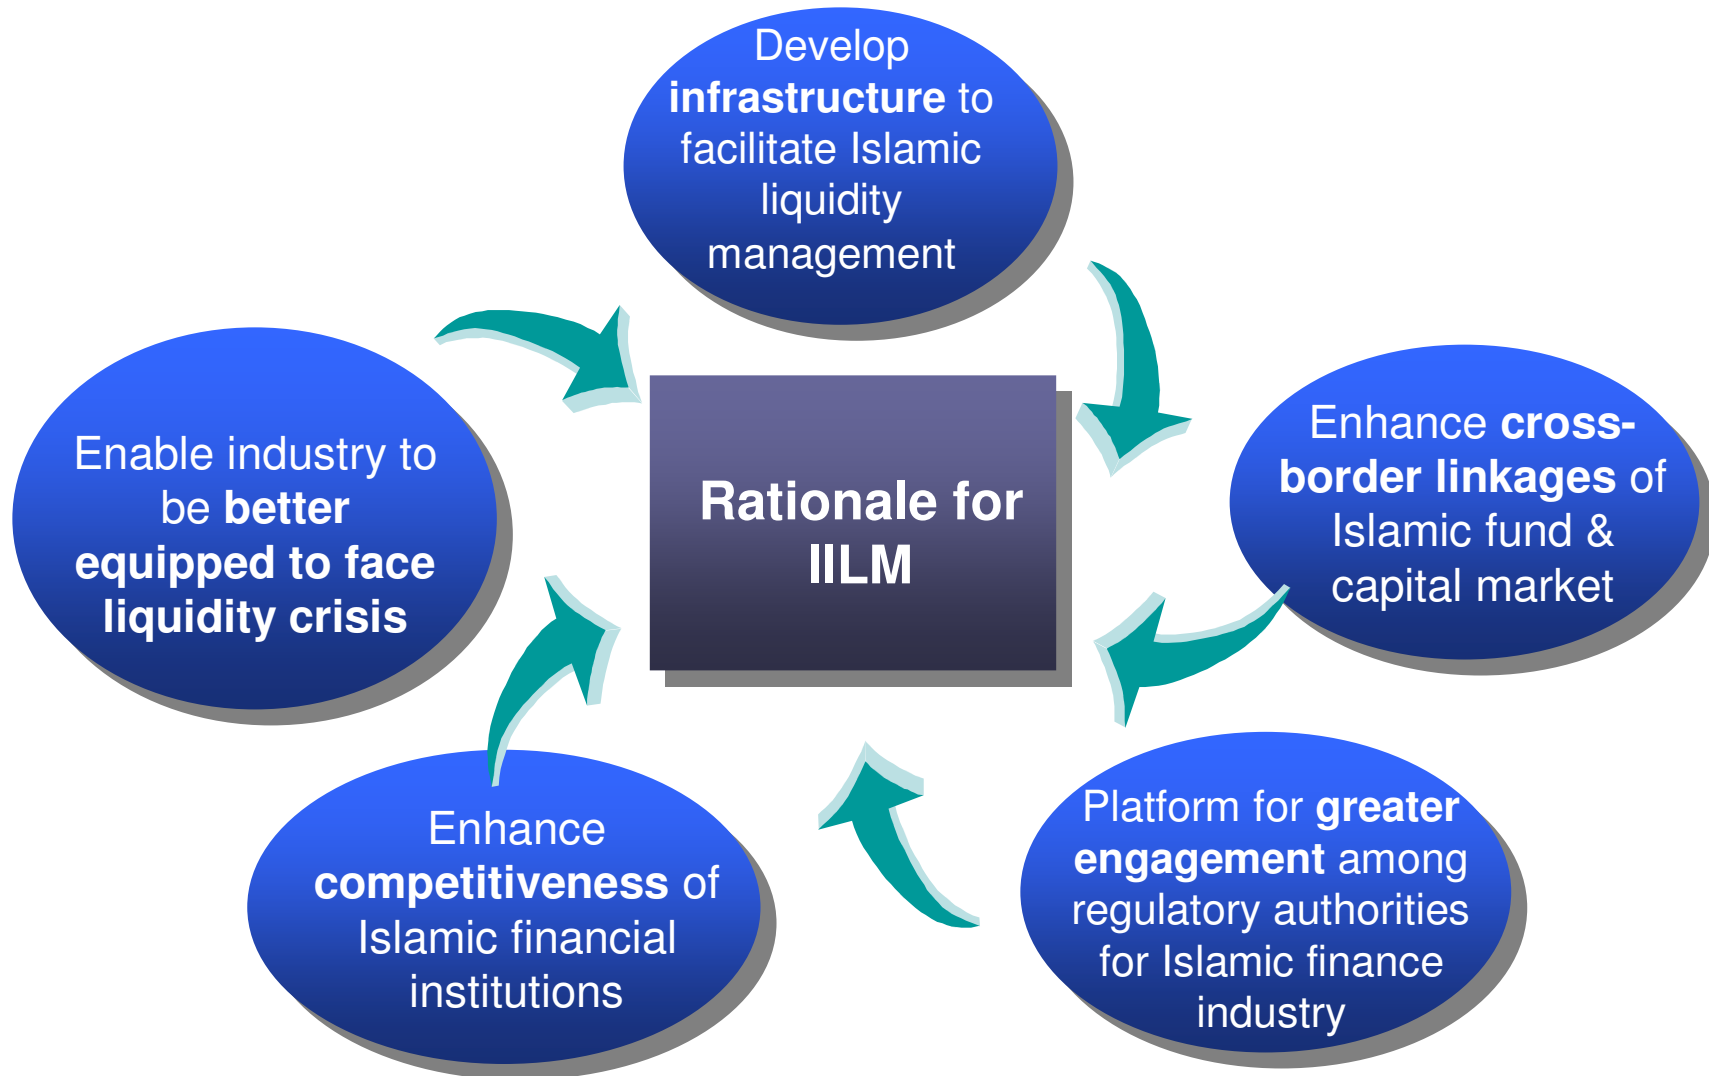 Develop
infrastructure to
facilitate Islamic
liquidity
management
Enable industry to
be better
equipped to face
liquidity crisis
Rationale for
IILM
Enhance cross-
border linkages of
Islamic fund &
capital market
Enhance
competitiveness of
Islamic financial
institutions
Platform for greater
engagement among
regulatory authorities
for Islamic finance
industry